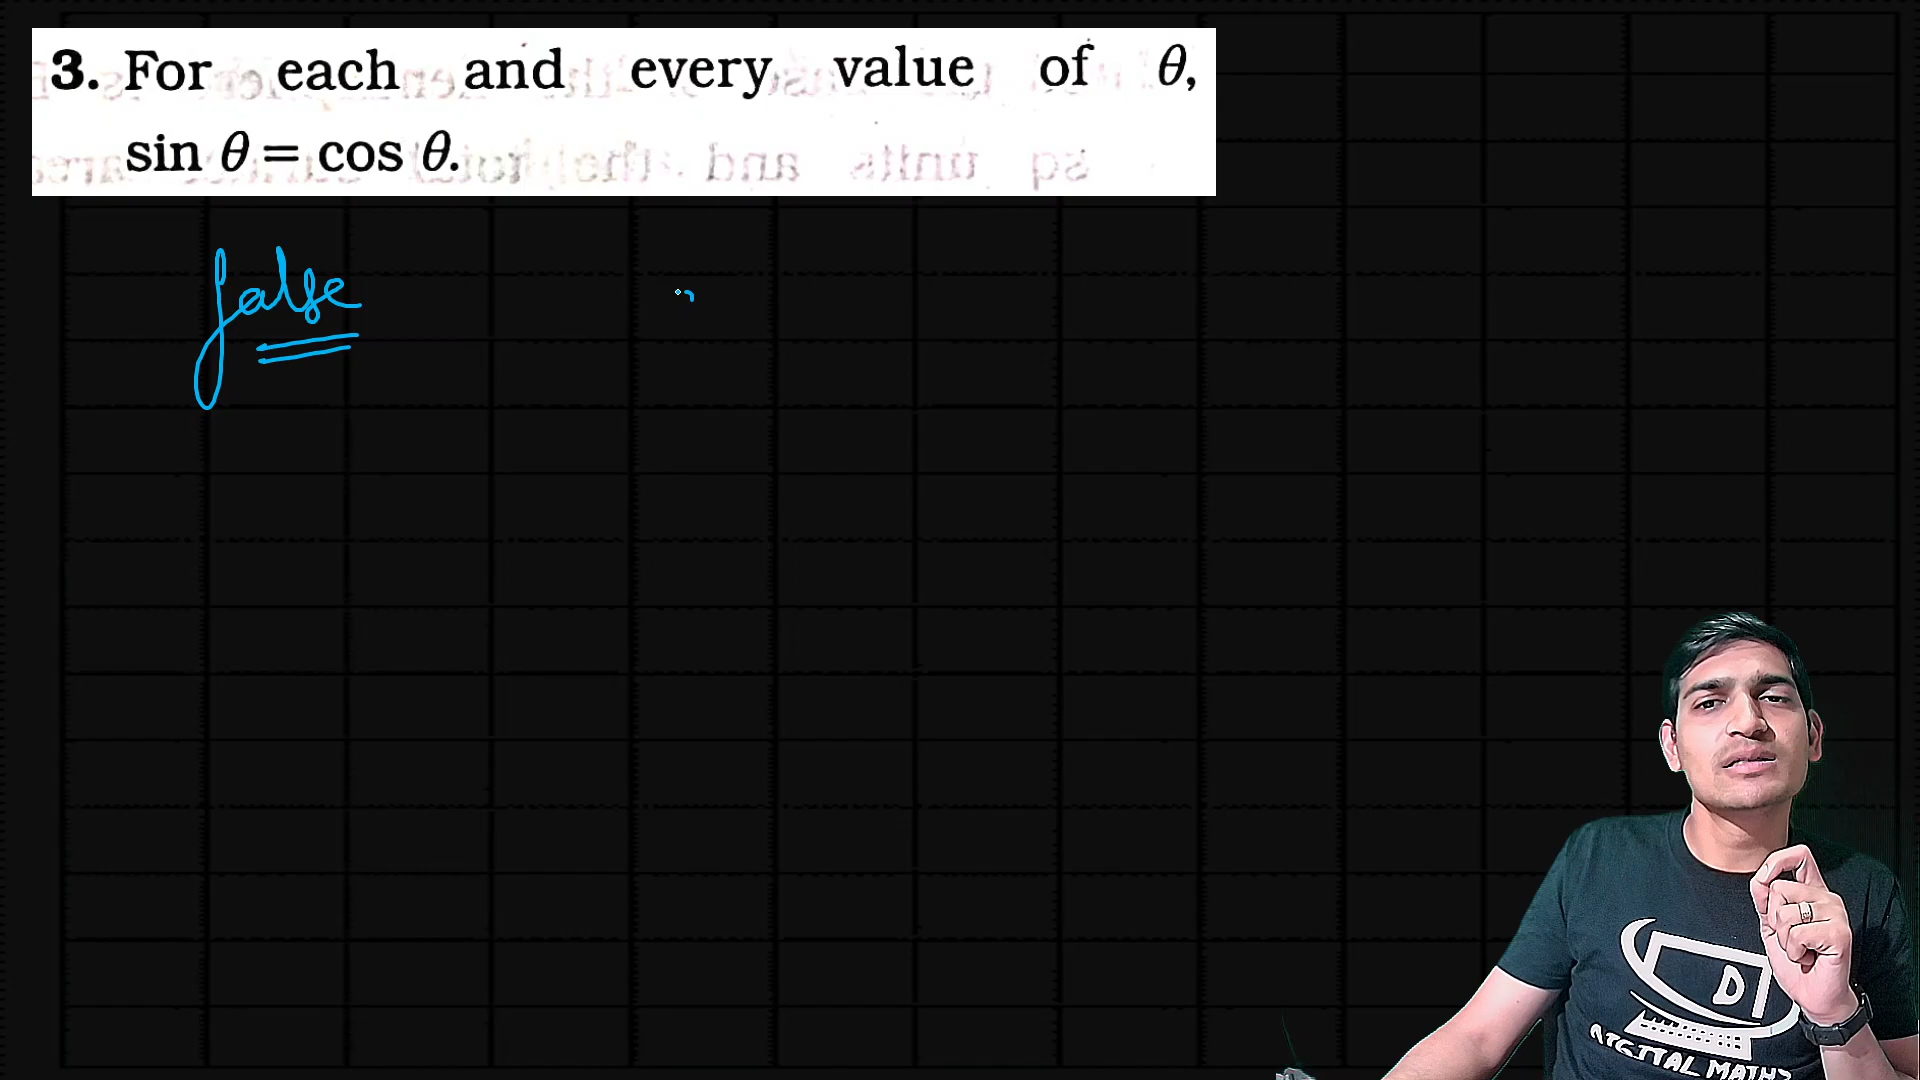 3. For each and every value of θ,
sin θ = cos θ.
false
D
DIGITAL MATHS